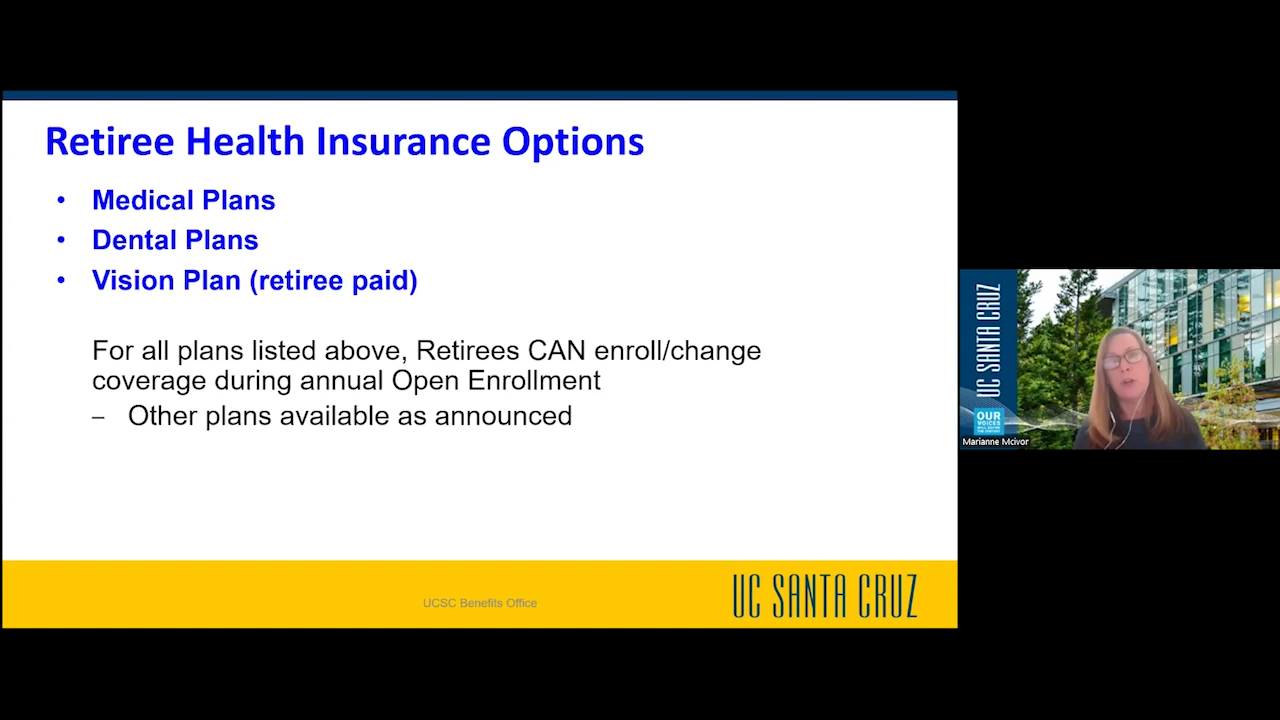 Retiree Health Insurance Options
• Medical Plans
• Dental Plans
• Vision Plan (retiree paid)
For all plans listed above, Retirees CAN enroll/change
coverage during annual Open Enrollment
– Other plans available as announced
UCSC Benefits Office
UC SANTA CRUZ
UC SANTA CRUZ
OUR
VOICES
Marianne Mcivor